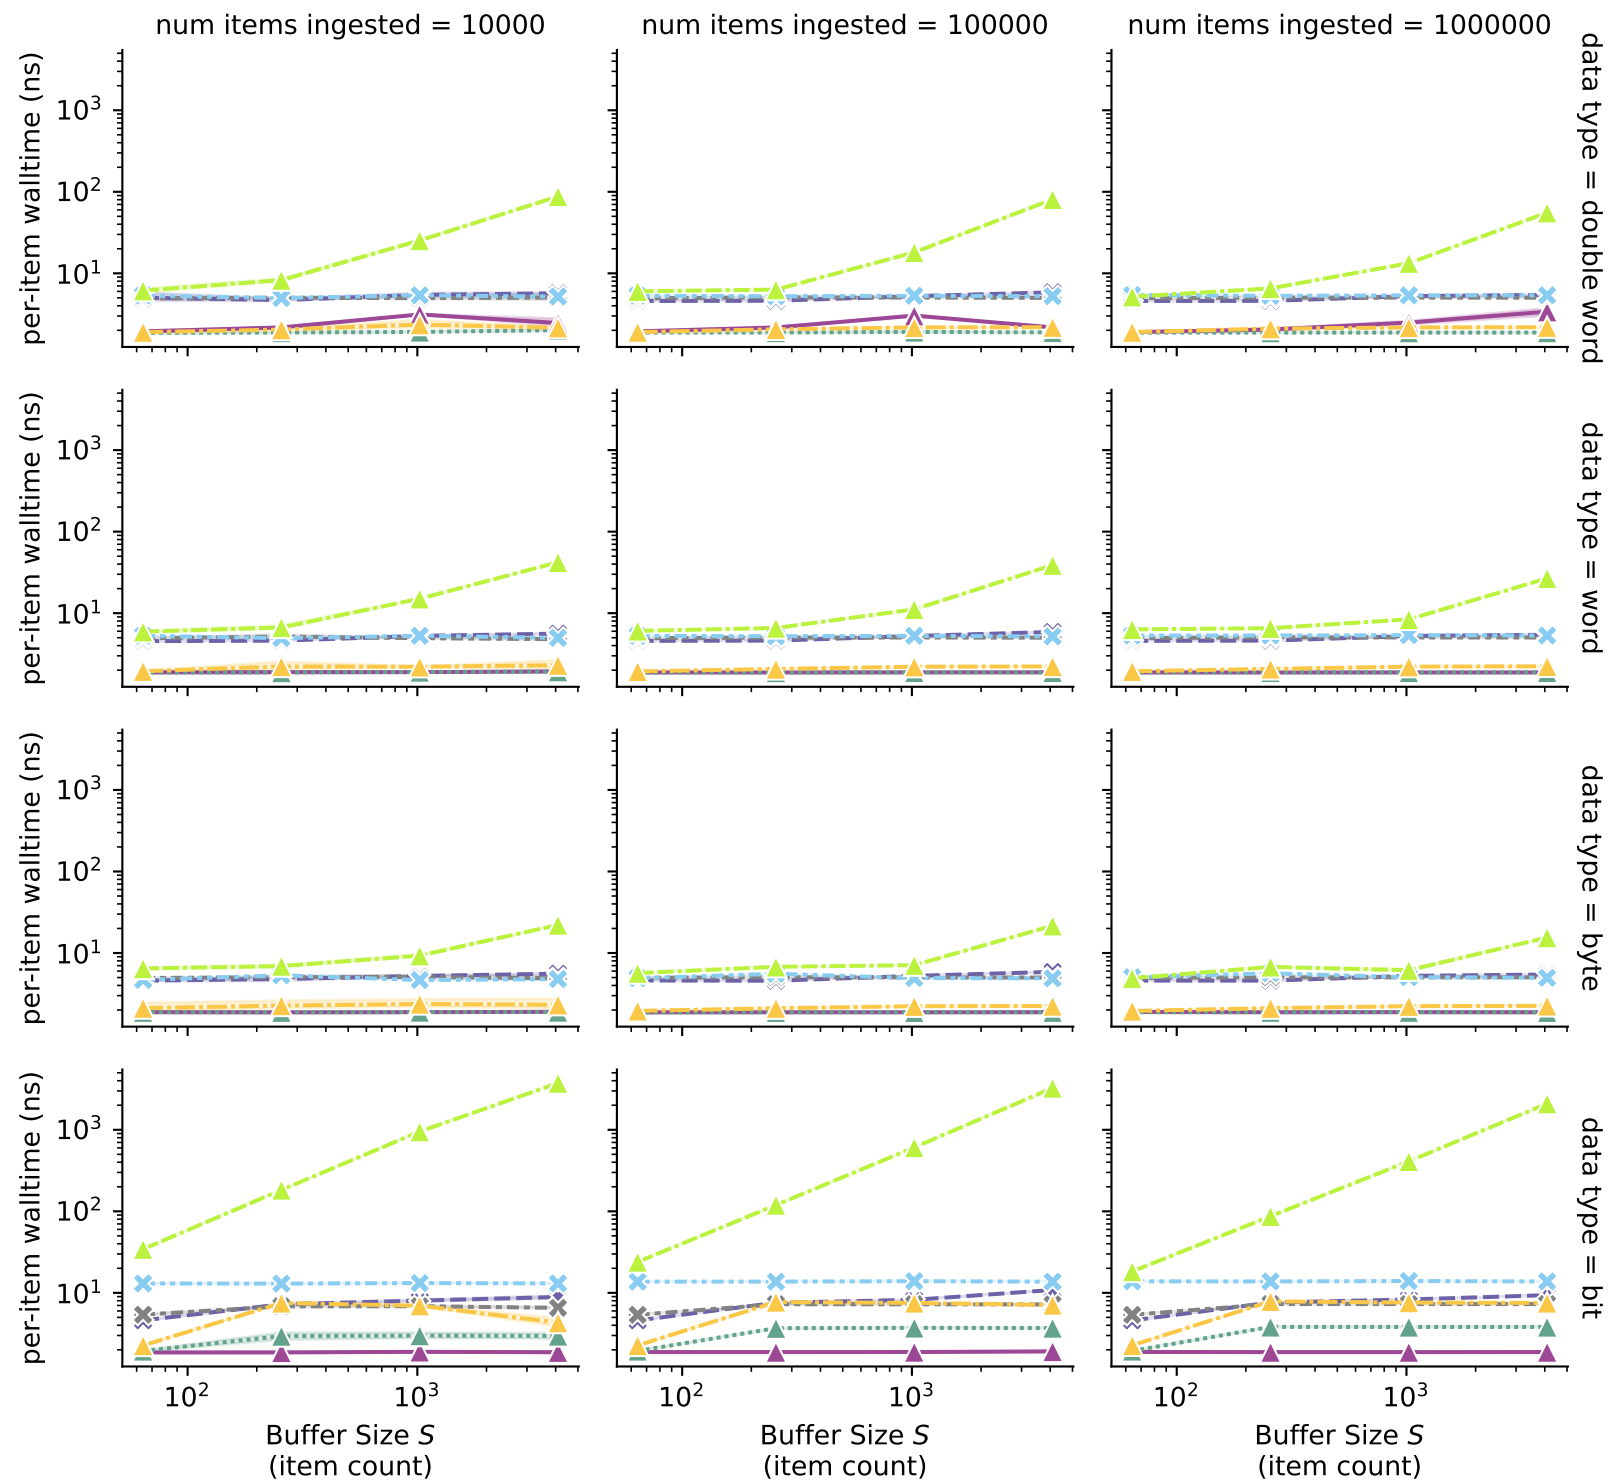 num items ingested = 10000
num items ingested = 100000
num items ingested = 1000000
per-item walltime (ns)
10³
10²
10¹
data type = double word
per-item walltime (ns)
10³
10²
10¹
data type = word
per-item walltime (ns)
10³
10²
10¹
data type = byte
per-item walltime (ns)
10³
10²
10¹
data type = bit
10²
10³
10²
10³
10²
10³
Buffer Size S
(item count)
Buffer Size S
(item count)
Buffer Size S
(item count)